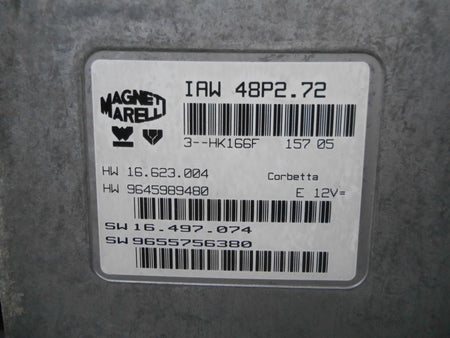 MAGNETI
MARELLI
IAW 48P2.72
3--HK166F 157 05
HW 16.623.004 Corbetta
HW 9645989480 E 12V=
SW 16.497.074
SW 9655756380